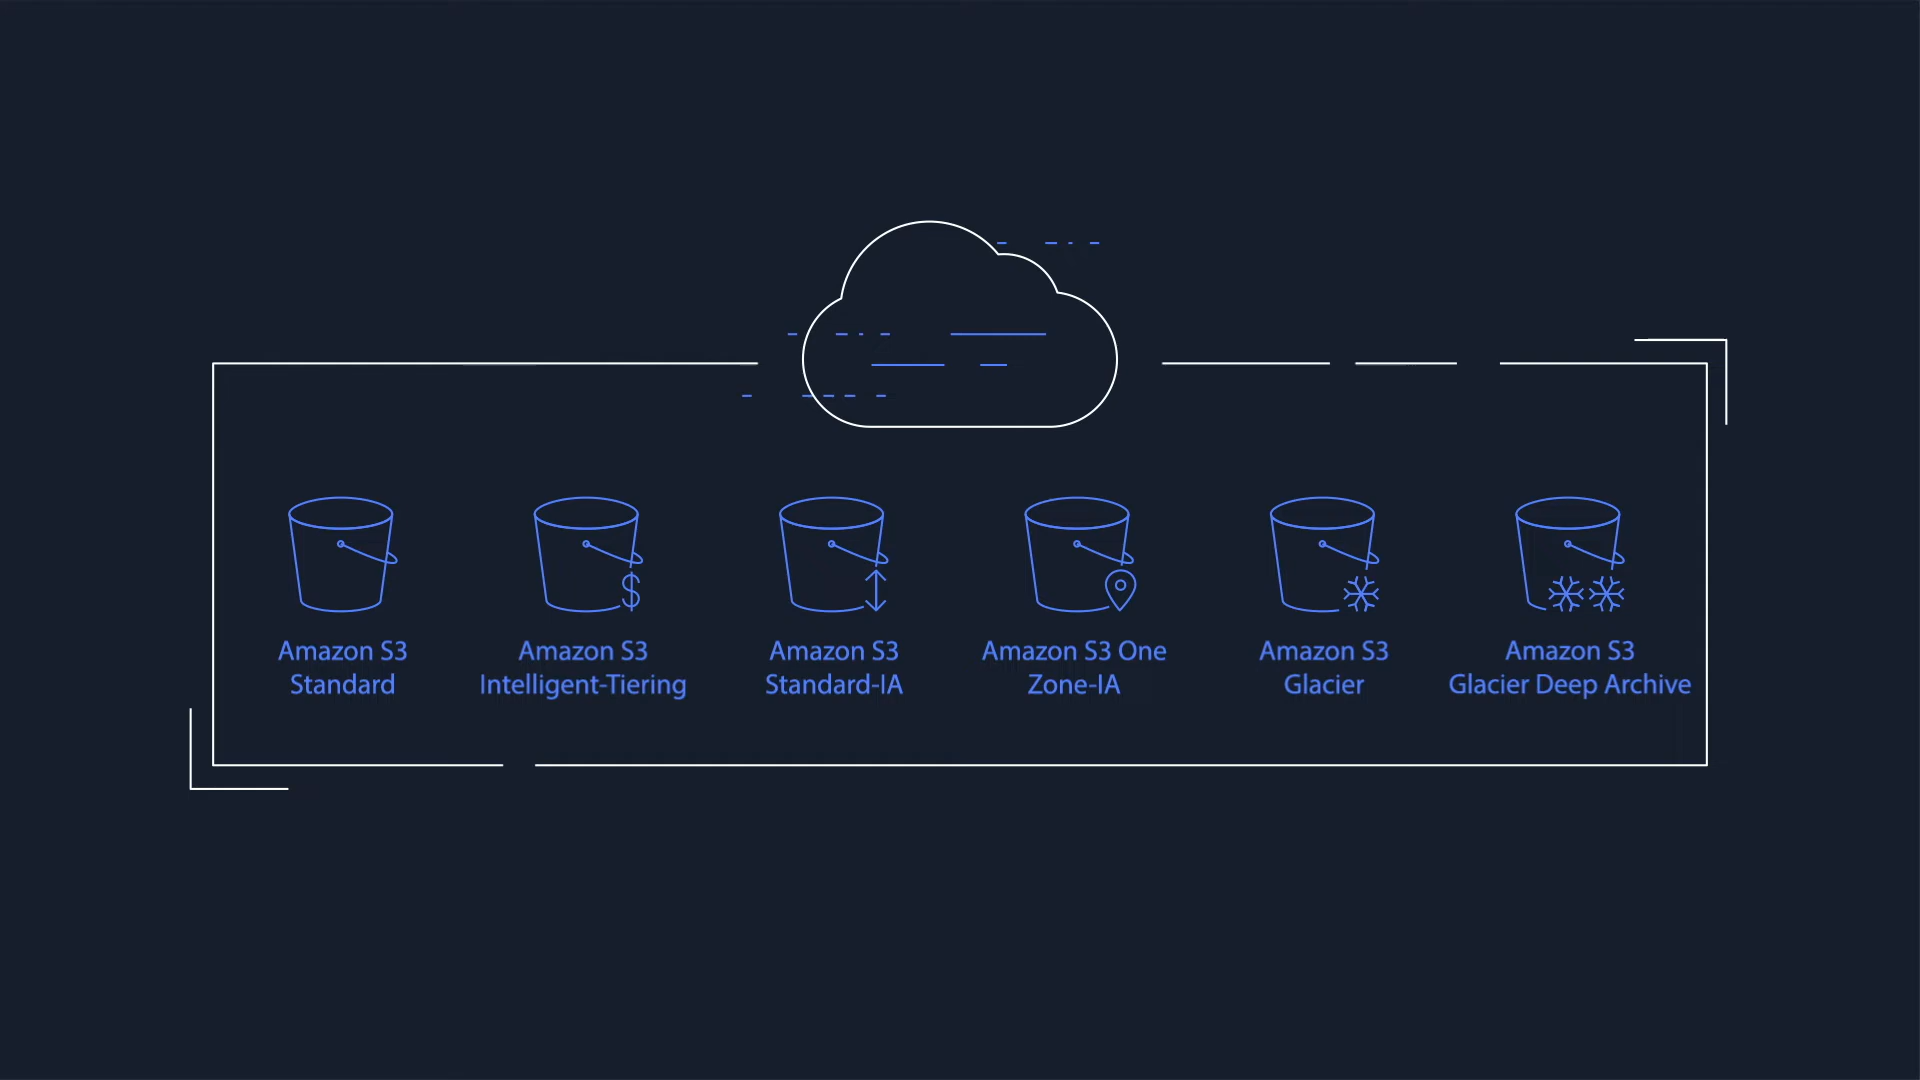 Amazon S3
Standard
Amazon S3
Intelligent-Tiering
Amazon S3
Standard-IA
Amazon S3 One
Zone-IA
Amazon S3
Glacier
Amazon S3
Glacier Deep Archive